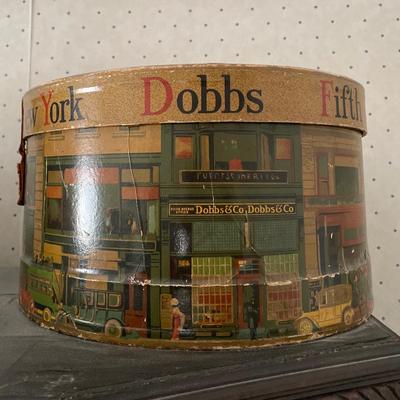 w York Dobbs Fifth
Dobbs & Co, Dobbs & Co